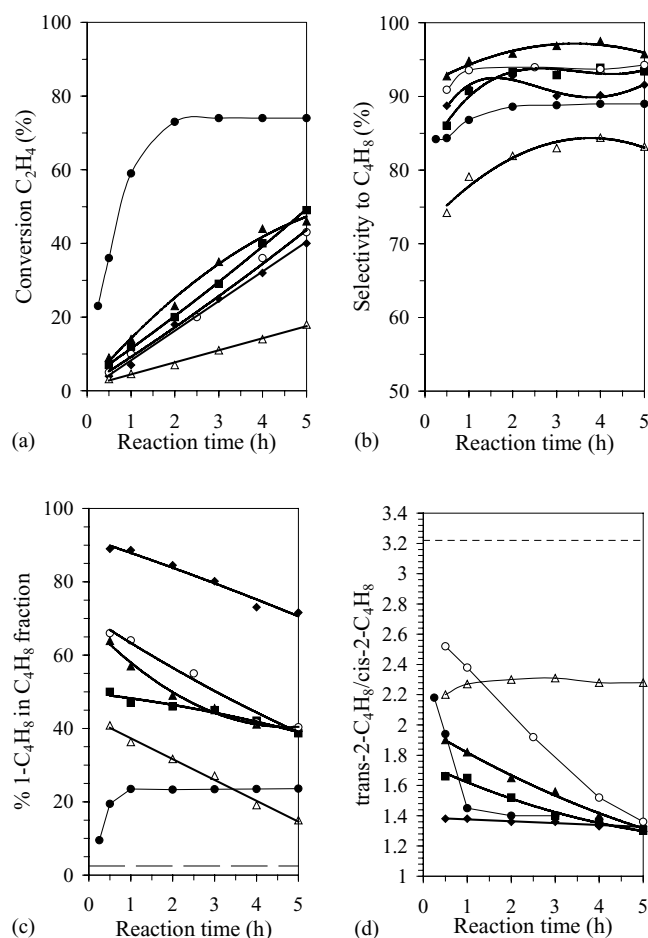 100
80
60
40
20
0
Conversion C₂H₄ (%)
0 1 2 3 4 5
(a) Reaction time (h)
100
90
80
70
60
50
Selectivity to C₄H₈ (%)
0 1 2 3 4 5
(b) Reaction time (h)
100
80
60
40
20
0
% 1-C₄H₈ in C₄H₈ fraction
0 1 2 3 4 5
(c) Reaction time (h)
3.4
3.2
3
2.8
2.6
2.4
2.2
2
1.8
1.6
1.4
1.2
1
trans-2-C₄H₈/cis-2-C₄H₈
0 1 2 3 4 5
(d) Reaction time (h)